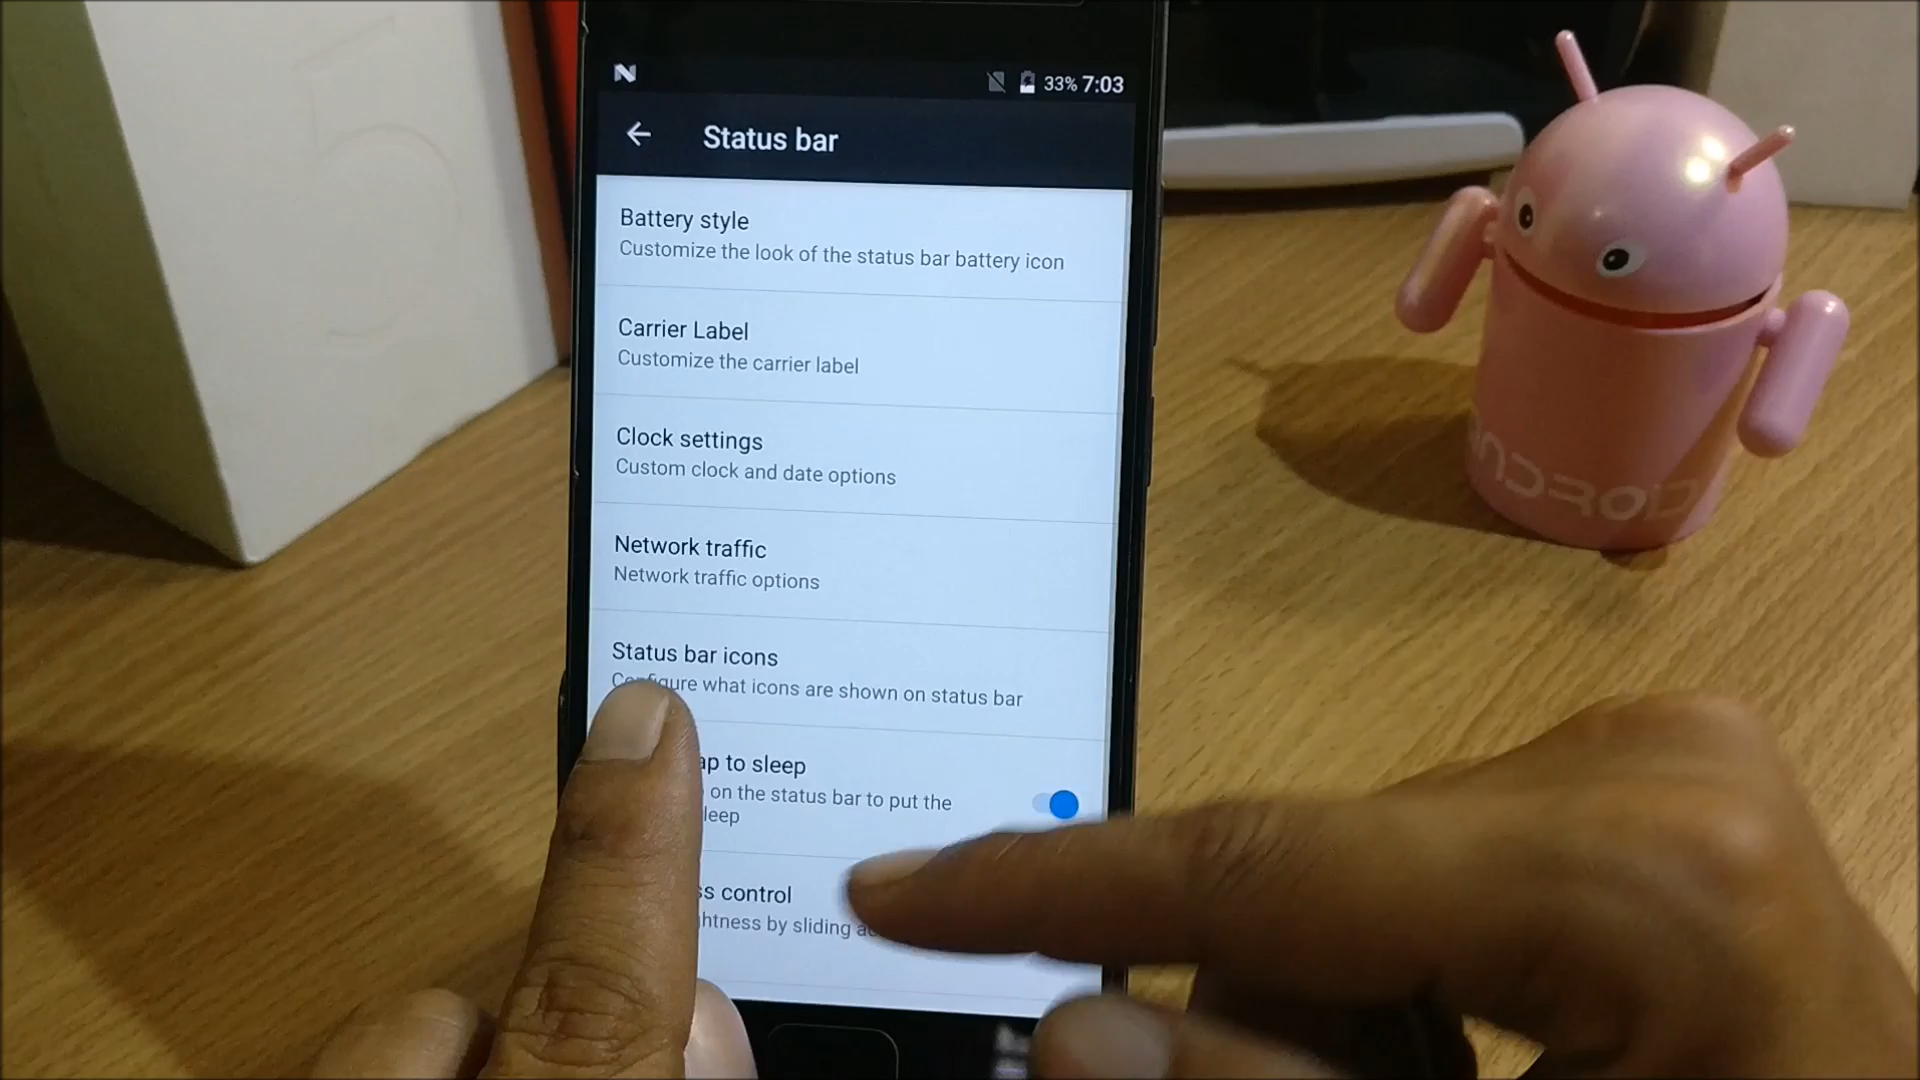 33% 7:03
Status bar
Battery style
Customize the look of the status bar battery icon
Carrier Label
Customize the carrier label
Clock settings
Custom clock and date options
Network traffic
Network traffic options
Status bar icons
Configure what icons are shown on status bar
ap to sleep
on the status bar to put the
leep
ss control
htness by sliding a
ANDROID
5